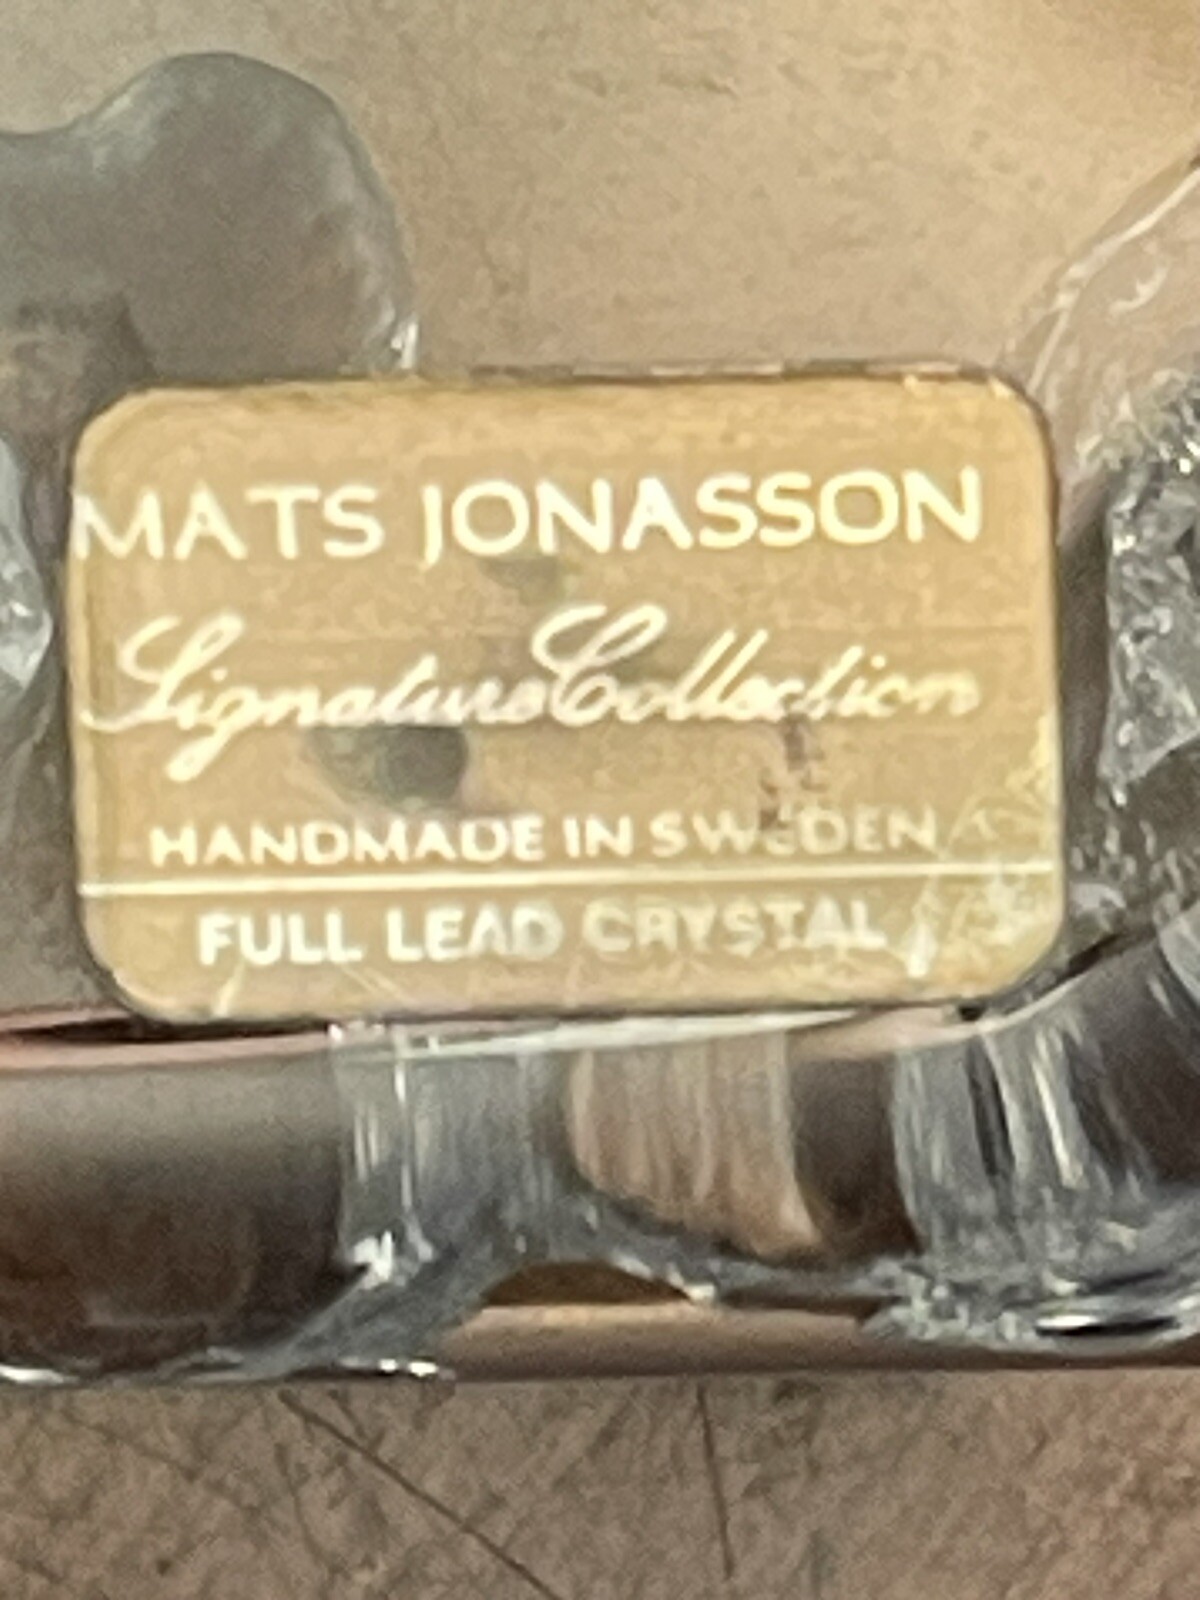 MATS JONASSON
Signature Collection
HANDMADE IN SWEDEN
FULL LEAD CRYSTAL